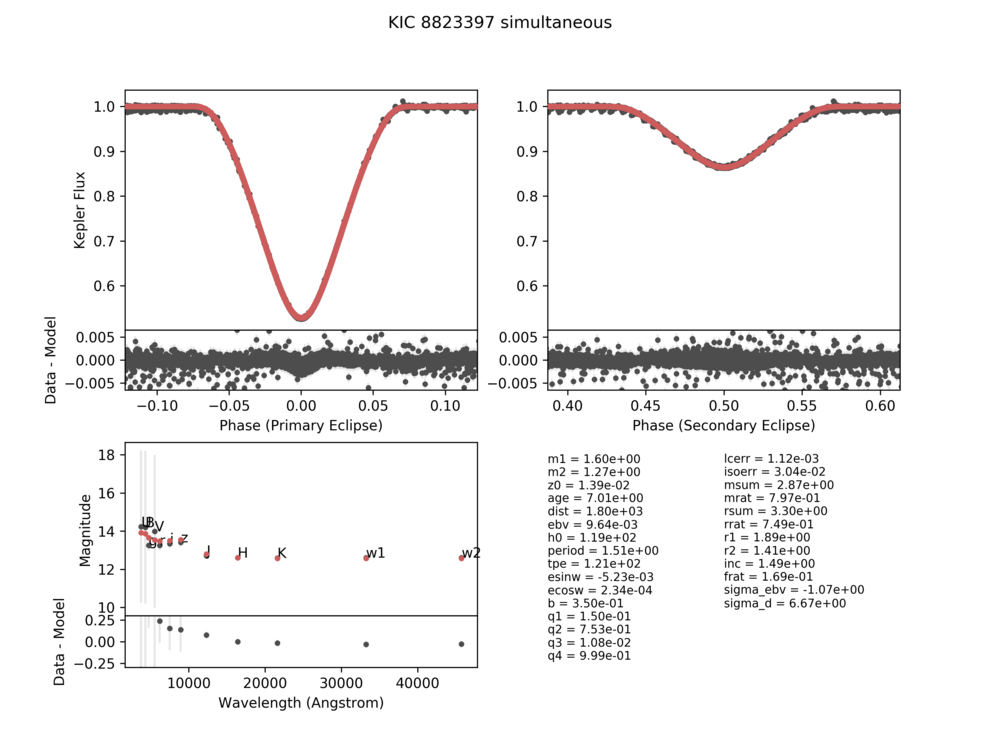 KIC 8823397 simultaneous
1.0
0.9
0.8
0.7
0.6
Kepler Flux
1.0
0.9
0.8
0.7
0.6
0.005
0.000
−0.005
Data - Model
0.005
0.000
−0.005
−0.10 −0.05 0.00 0.05 0.10
Phase (Primary Eclipse)
0.40 0.45 0.50 0.55 0.60
Phase (Secondary Eclipse)
18
16
14
12
10
Magnitude
U B V
g r i z
J H K w1 w2
0.25
0.00
−0.25
Data - Model
10000 20000 30000 40000
Wavelength (Angstrom)
m1 = 1.60e+00
m2 = 1.27e+00
z0 = 1.39e-02
age = 7.01e+00
dist = 1.80e+03
ebv = 9.64e-03
h0 = 1.19e+02
period = 1.51e+00
tpe = 1.21e+02
esinw = -5.23e-03
ecosw = 2.34e-04
b = 3.50e-01
q1 = 1.50e-01
q2 = 7.53e-01
q3 = 1.08e-02
q4 = 9.99e-01
lcerr = 1.12e-03
isoerr = 3.04e-02
msum = 2.87e+00
mrat = 7.97e-01
rsum = 3.30e+00
rrat = 7.49e-01
r1 = 1.89e+00
r2 = 1.41e+00
inc = 1.49e+00
frat = 1.69e-01
sigma_ebv = -1.07e+00
sigma_d = 6.67e+00